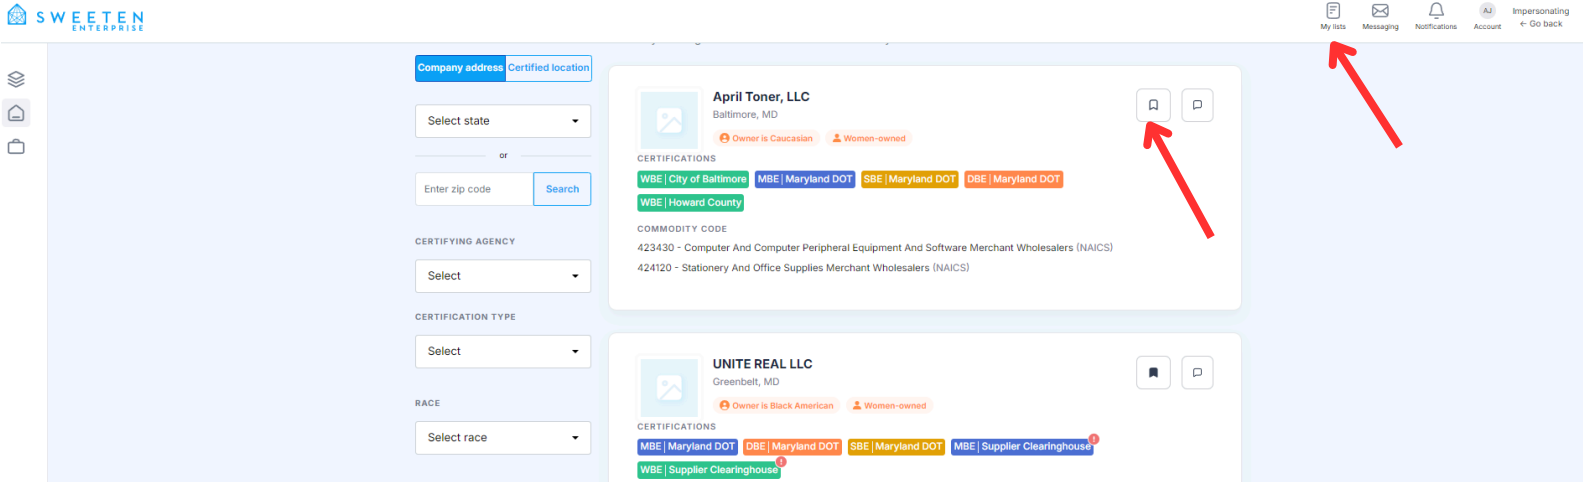 SWEETEN
ENTERPRISE
My lists
Messaging
Notifications
AJ
Account
Impersonating
← Go back
Company address
Certified location
Select state
or
Enter zip code
Search
CERTIFYING AGENCY
Select
CERTIFICATION TYPE
Select
RACE
Select race
April Toner, LLC
Baltimore, MD
Owner is Caucasian
Women-owned
CERTIFICATIONS
WBE | City of Baltimore
MBE | Maryland DOT
SBE | Maryland DOT
DBE | Maryland DOT
WBE | Howard County
COMMODITY CODE
423430 - Computer And Computer Peripheral Equipment And Software Merchant Wholesalers (NAICS)
424120 - Stationery And Office Supplies Merchant Wholesalers (NAICS)
UNITE REAL LLC
Greenbelt, MD
Owner is Black American
Women-owned
CERTIFICATIONS
MBE | Maryland DOT
DBE | Maryland DOT
SBE | Maryland DOT
MBE | Supplier Clearinghouse
!
WBE | Supplier Clearinghouse
!